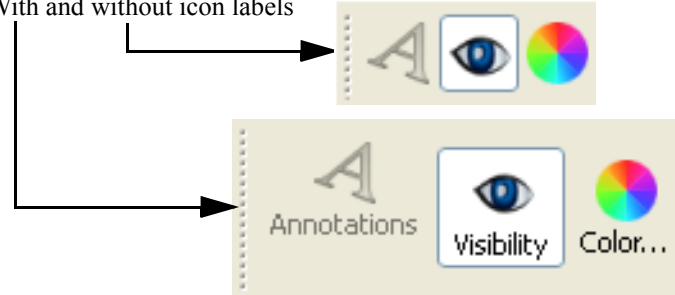 With and without icon labels
Annotations
Visibility
Color...